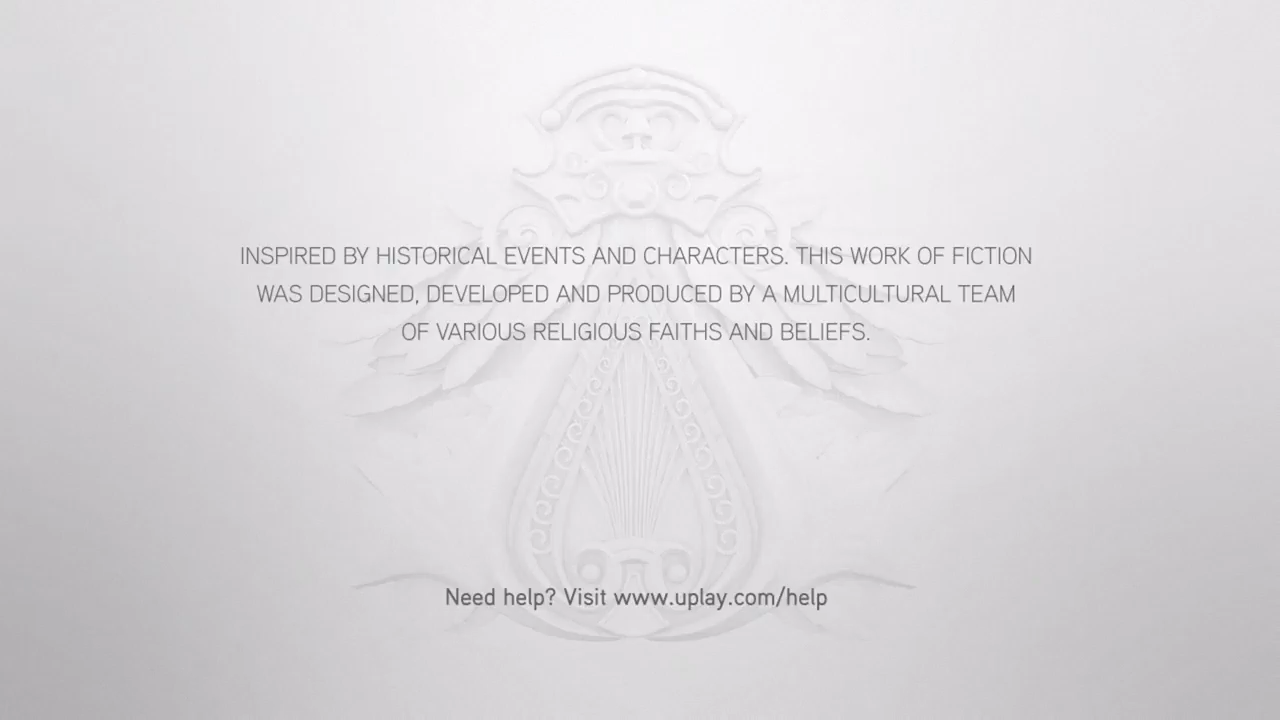 INSPIRED BY HISTORICAL EVENTS AND CHARACTERS. THIS WORK OF FICTION
WAS DESIGNED, DEVELOPED AND PRODUCED BY A MULTICULTURAL TEAM
OF VARIOUS RELIGIOUS FAITHS AND BELIEFS.
Need help? Visit www.uplay.com/help